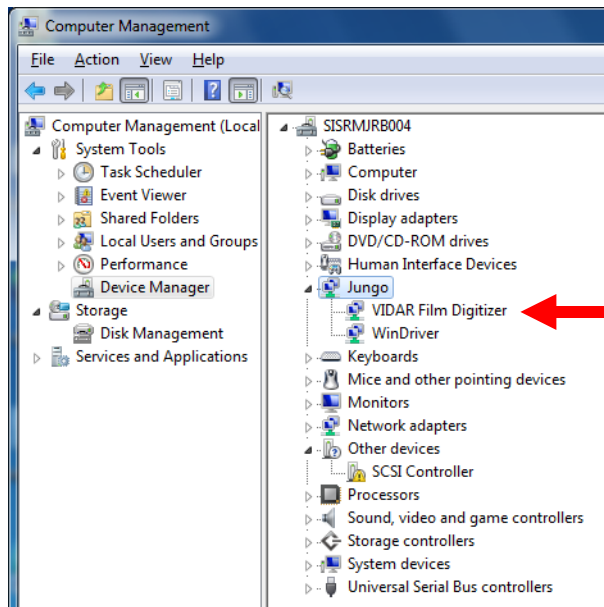 Computer Management
File Action View Help
Computer Management (Local
System Tools
Task Scheduler
Event Viewer
Shared Folders
Local Users and Groups
Performance
Device Manager
Storage
Disk Management
Services and Applications
SISRMJRB004
Batteries
Computer
Disk drives
Display adapters
DVD/CD-ROM drives
Human Interface Devices
Jungo
VIDAR Film Digitizer
WinDriver
Keyboards
Mice and other pointing devices
Monitors
Network adapters
Other devices
SCSI Controller
Processors
Sound, video and game controllers
Storage controllers
System devices
Universal Serial Bus controllers